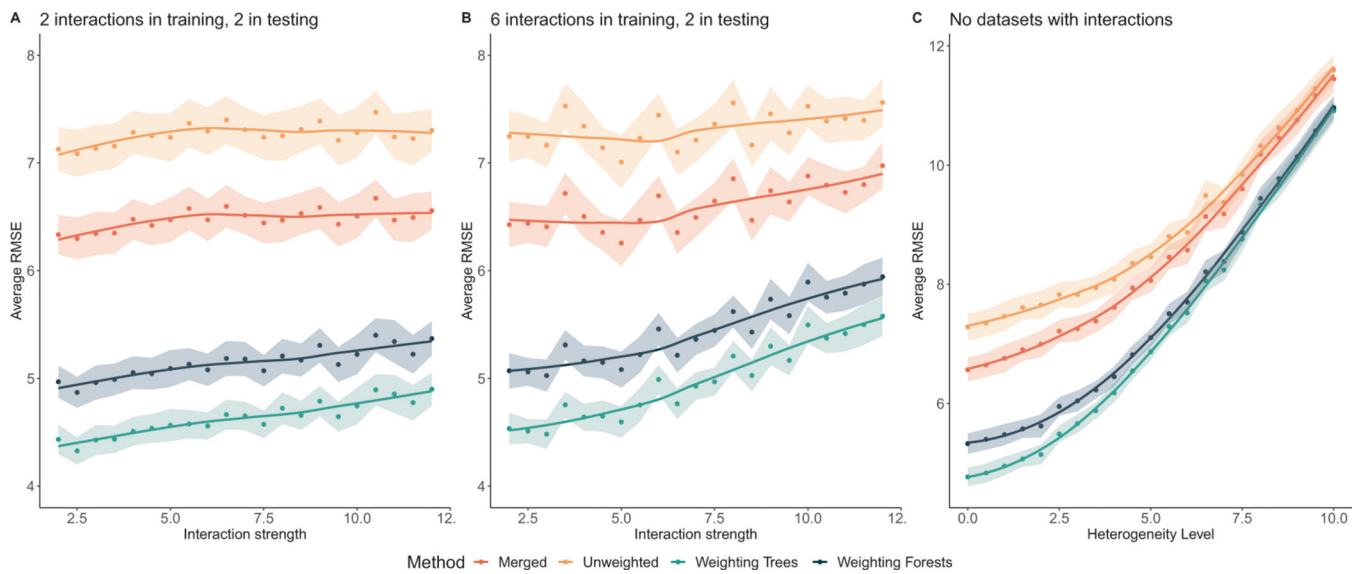 A 2 interactions in training, 2 in testing
8
7
6
5
4
Average RMSE
2.5 5.0 7.5 10.0 12.
Interaction strength
B 6 interactions in training, 2 in testing
8
7
6
5
4
Average RMSE
2.5 5.0 7.5 10.0 12.
Interaction strength
C No datasets with interactions
12
10
8
6
Average RMSE
0.0 2.5 5.0 7.5 10.0
Heterogeneity Level
Method Merged Unweighted Weighting Trees Weighting Forests